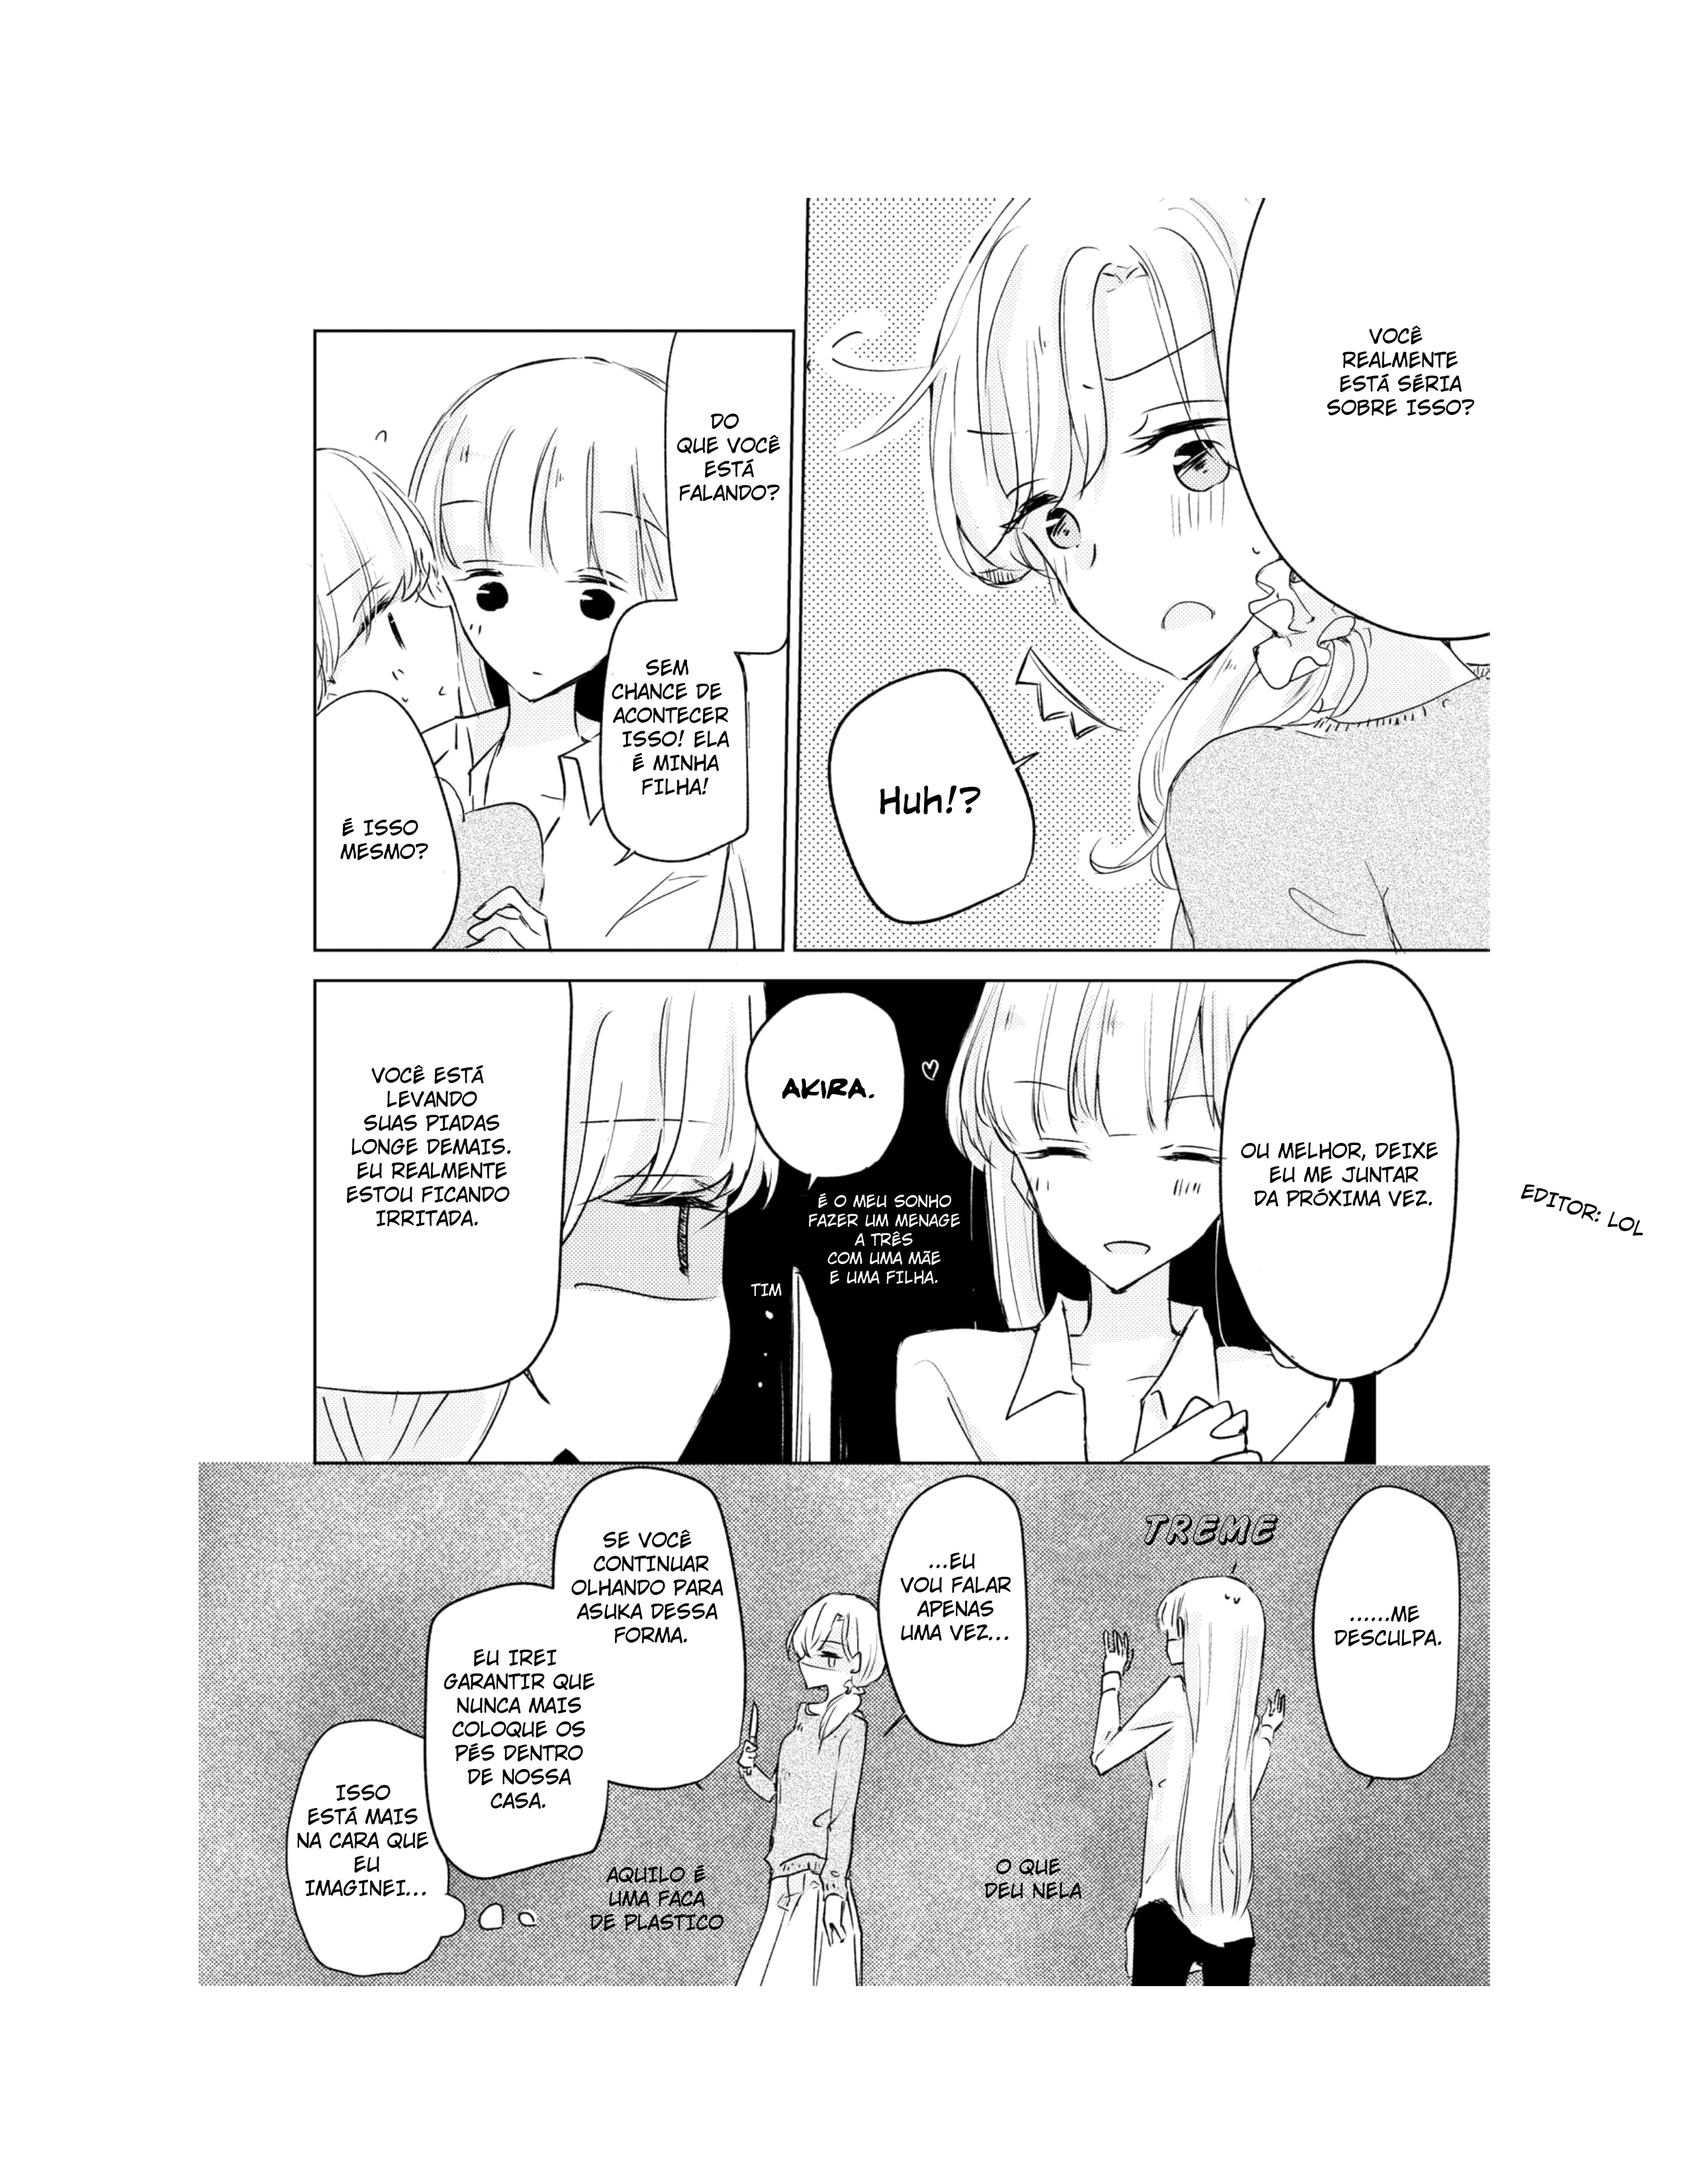 VOCÊ
REALMENTE
ESTÁ SÉRIA
SOBRE ISSO?
Huh!?
DO
QUE VOCÊ
ESTÁ
FALANDO?
SEM
CHANCE DE
ACONTECER
ISSO! ELA
É MINHA
FILHA!
É ISSO
MESMO?
OU MELHOR, DEIXE
EU ME JUNTAR
DA PRÓXIMA VEZ.
EDITOR: LOL
É O MEU SONHO
FAZER UM MENAGE
A TRÊS
COM UMA MÃE
E UMA FILHA.
AKIRA.
TIM
VOCÊ ESTÁ
LEVANDO
SUAS PIADAS
LONGE DEMAIS.
EU REALMENTE
ESTOU FICANDO
IRRITADA.
......ME
DESCULPA.
TREME
O QUE
DEU NELA
...EU
VOU FALAR
APENAS
UMA VEZ...
SE VOCÊ
CONTINUAR
OLHANDO PARA
ASUKA DESSA
FORMA.
EU IREI
GARANTIR QUE
NUNCA MAIS
COLOQUE OS
PÉS DENTRO
DE NOSSA
CASA.
AQUILO É
UMA FACA
DE PLASTICO
ISSO
ESTÁ MAIS
NA CARA QUE
EU
IMAGINEI...